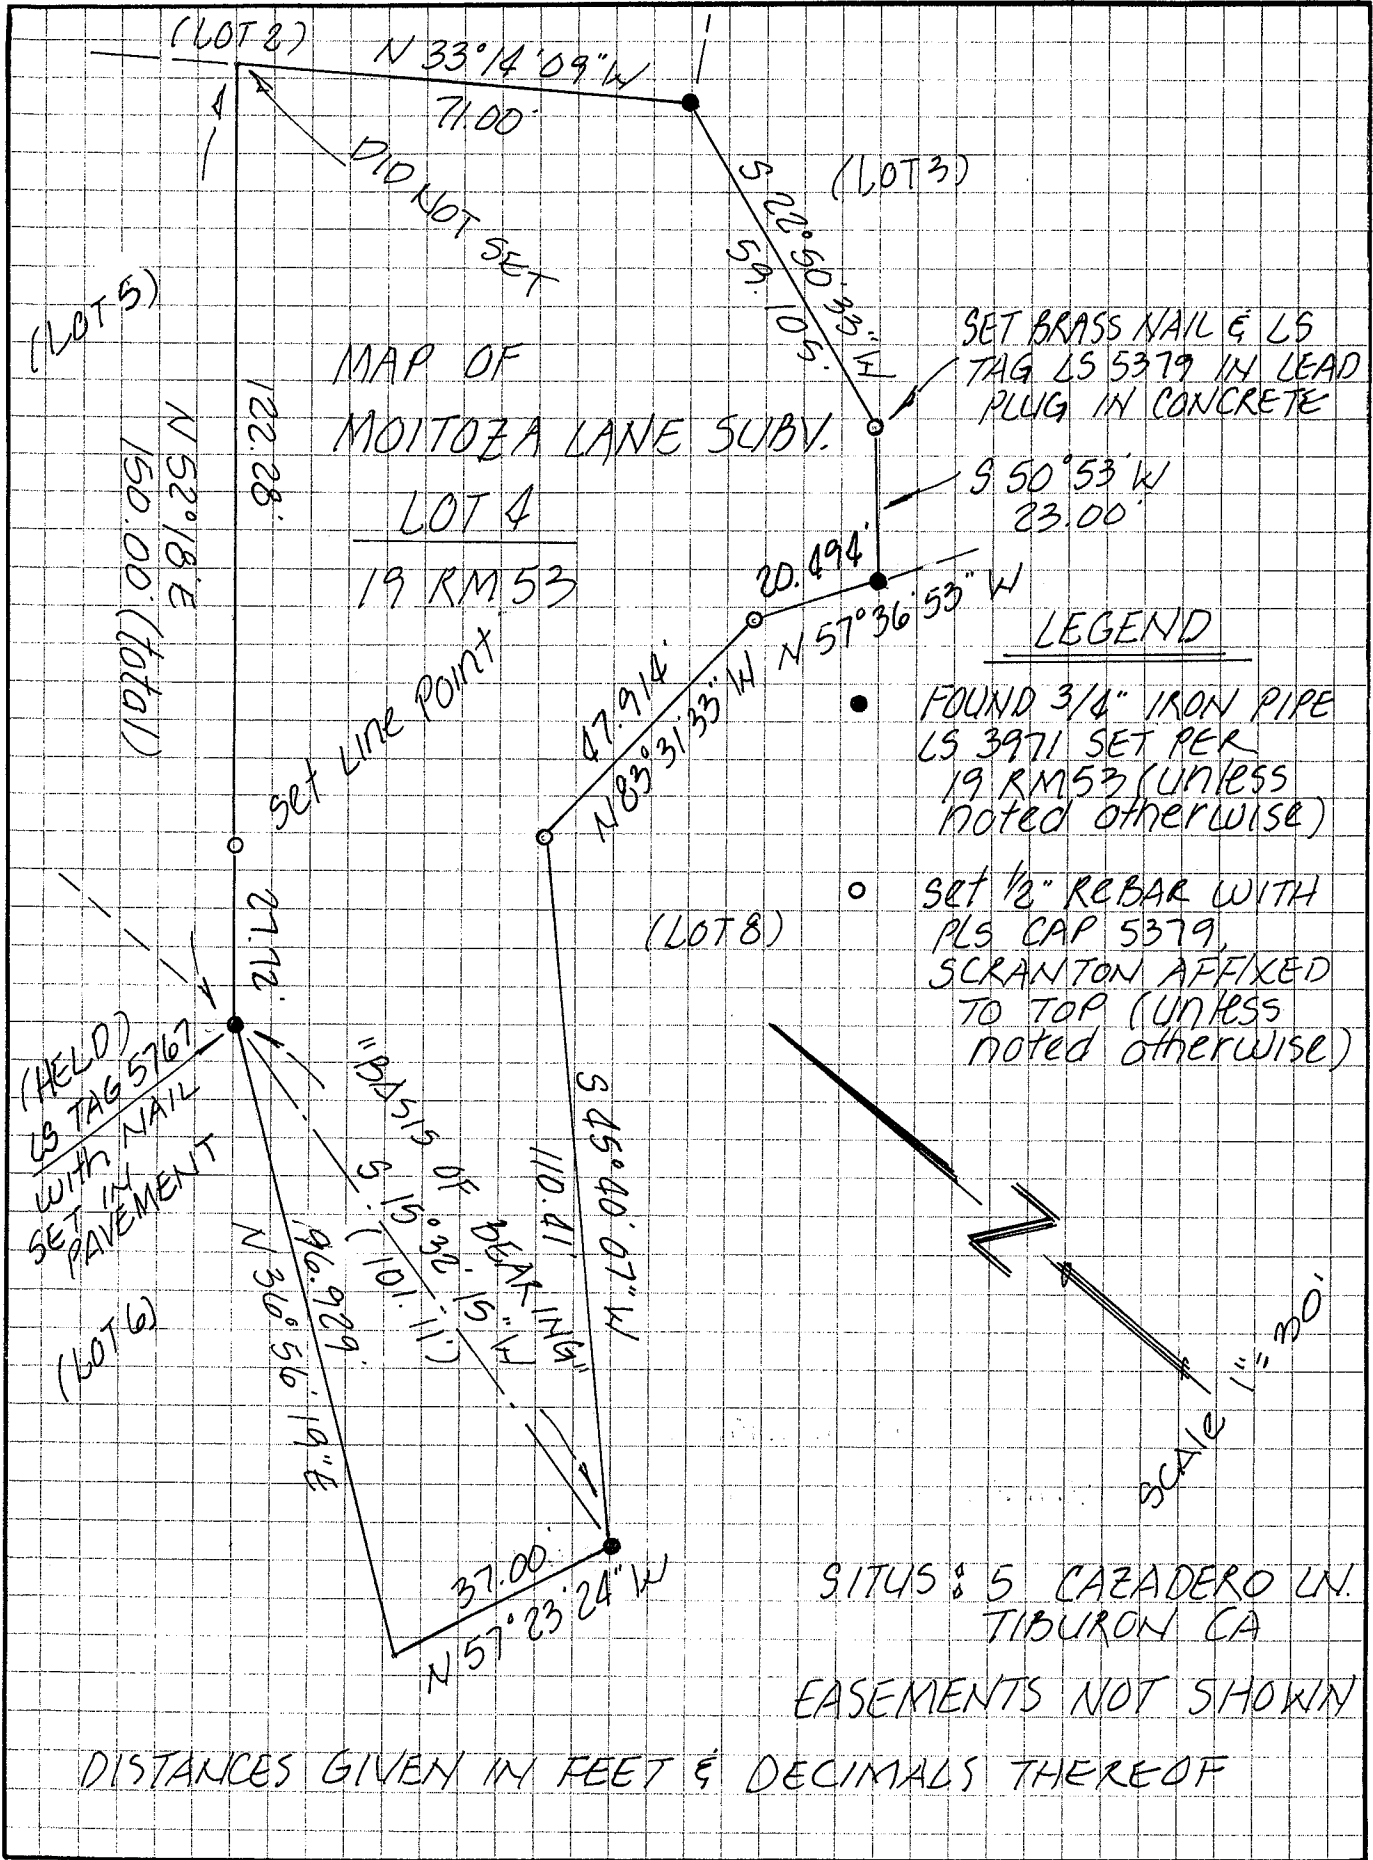 (LOT 2)
N 33°14'09" W
71.00'
DID NOT SET
(LOT 3)
S 22°50'33" W
59.105'
(LOT 5)
SET BRASS NAIL & LS
TAG LS 5379 IN LEAD
PLUG IN CONCRETE
MAP OF
MOITOZA LANE SUBV.
LOT 4
19 RM 53
122.28'
N 52°18' E
150.00' (total)
S 50°53' W
23.00'
20.494'
N 57°36'53" W
47.914'
N 83°31'33" W
Set Line Point
27.72'
LEGEND
FOUND 3/4" IRON PIPE
LS 3971 SET PER
19 RM 53 (unless
noted otherwise)
Set 1/2" REBAR WITH
PLS CAP 5379,
SCRANTON AFFIXED
TO TOP (unless
noted otherwise)
(LOT 8)
(HELD)
LS TAG 5767
with NAIL
SET IN
PAVEMENT
(LOT 6)
"BASIS OF BEARING"
S 15°32'15" W
(101.11')
S 45°40'07" W
110.41'
96.929'
N 36°56'19" E
37.00'
N 57°23'24" W
SCALE 1"=30'
SITUS: 5 CAZADERO LN.
TIBURON CA
EASEMENTS NOT SHOWN
DISTANCES GIVEN IN FEET & DECIMALS THEREOF